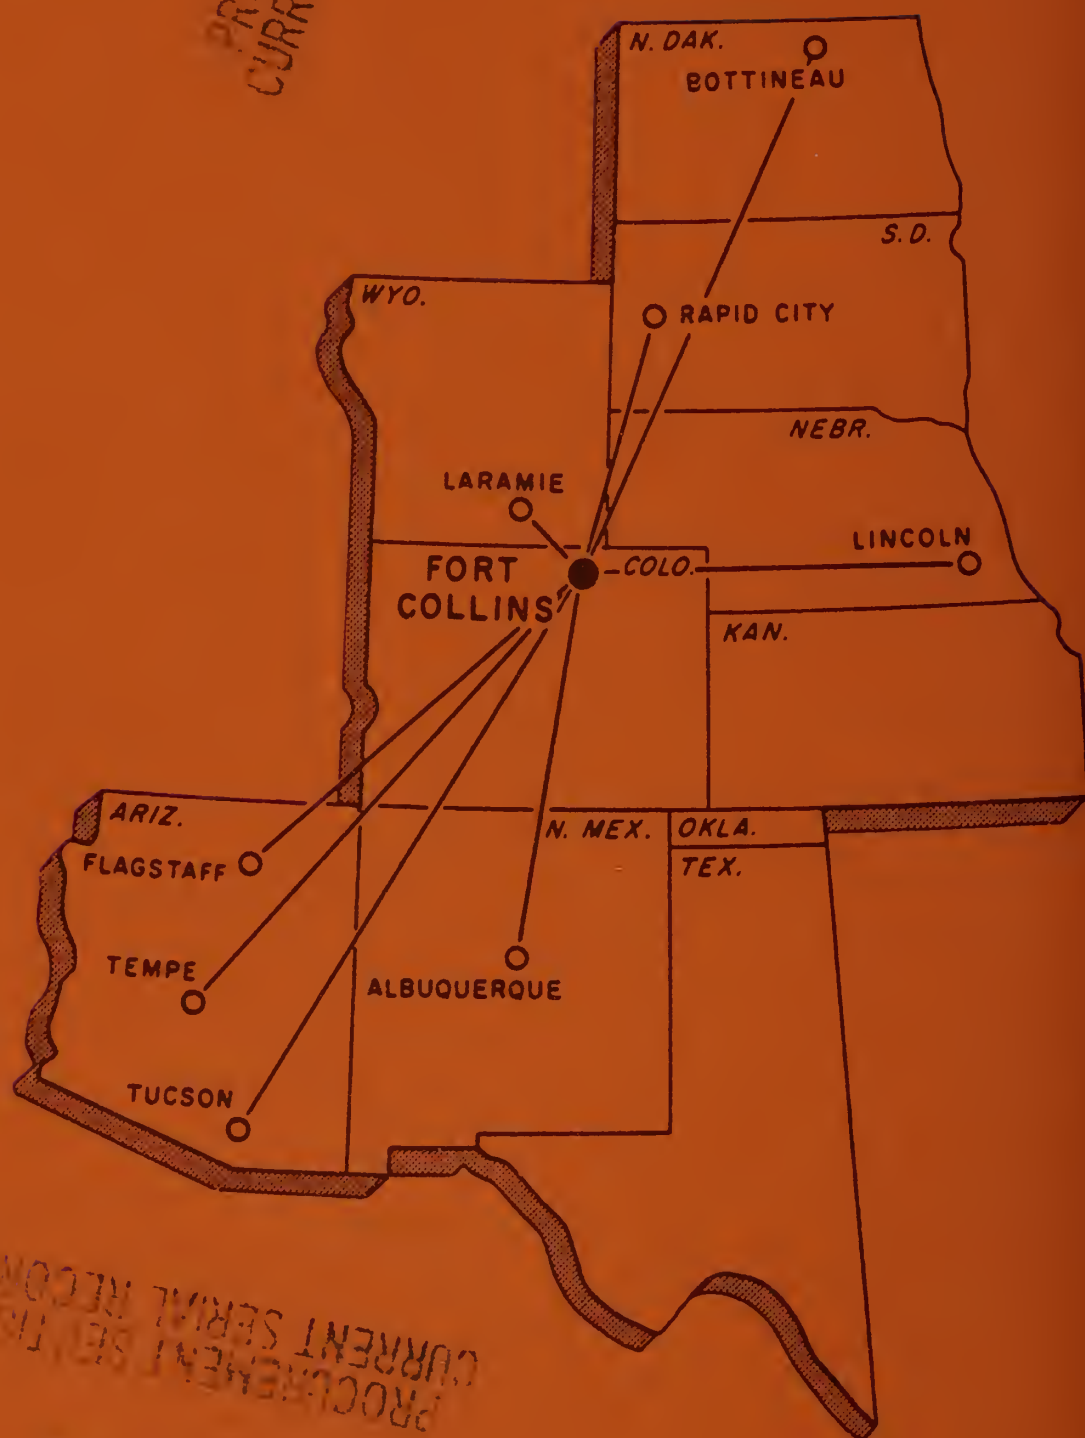 N. DAK.
BOTTINEAU
S.D.
WYO.
RAPID CITY
NEBR.
LARAMIE
LINCOLN
FORT
COLLINS
COLO.
KAN.
ARIZ.
N. MEX.
OKLA.
TEX.
FLAGSTAFF
TEMPE
ALBUQUERQUE
TUCSON
CURRENT SERIAL
PROCUREMENT